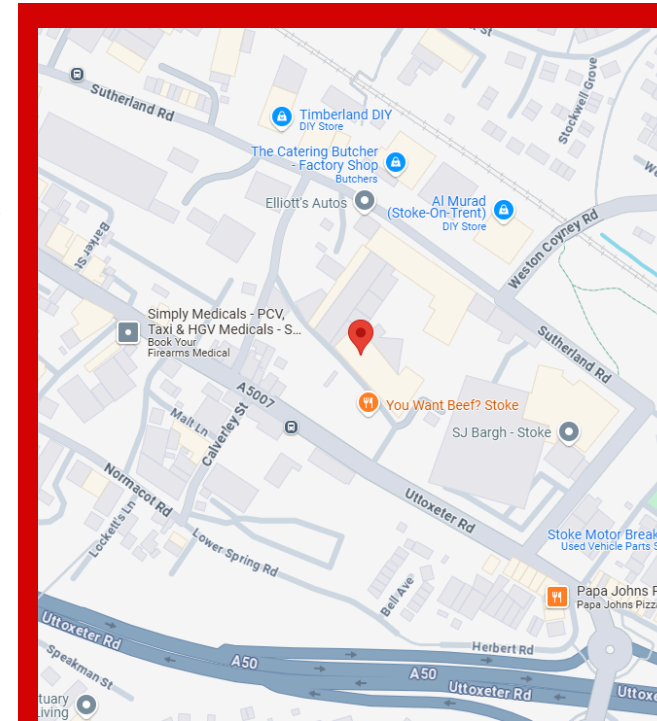 St
Sutherland Rd
Stockwell Grove
Timberland DIY
DIY Store
The Catering Butcher
- Factory Shop
Butchers
Elliott's Autos
Al Murad
(Stoke-On-Trent)
DIY Store
Weston Coyney Rd
Barker St
Simply Medicals - PCV,
Taxi & HGV Medicals - S...
Book Your
Firearms Medical
Sutherland Rd
A5007
You Want Beef? Stoke
Malt Ln
Calverley St
SJ Bargh - Stoke
Normacot Rd
Uttoxeter Rd
Lockett's Ln
Lower Spring Rd
Stoke Motor Break
Used Vehicle Parts S
Bell Ave
Papa Johns P
Papa Johns Pizz
Uttoxeter Rd
Herbert Rd
Speakman St
A50
A50
Uttoxeter Rd
Uttoxe
tuary
Living